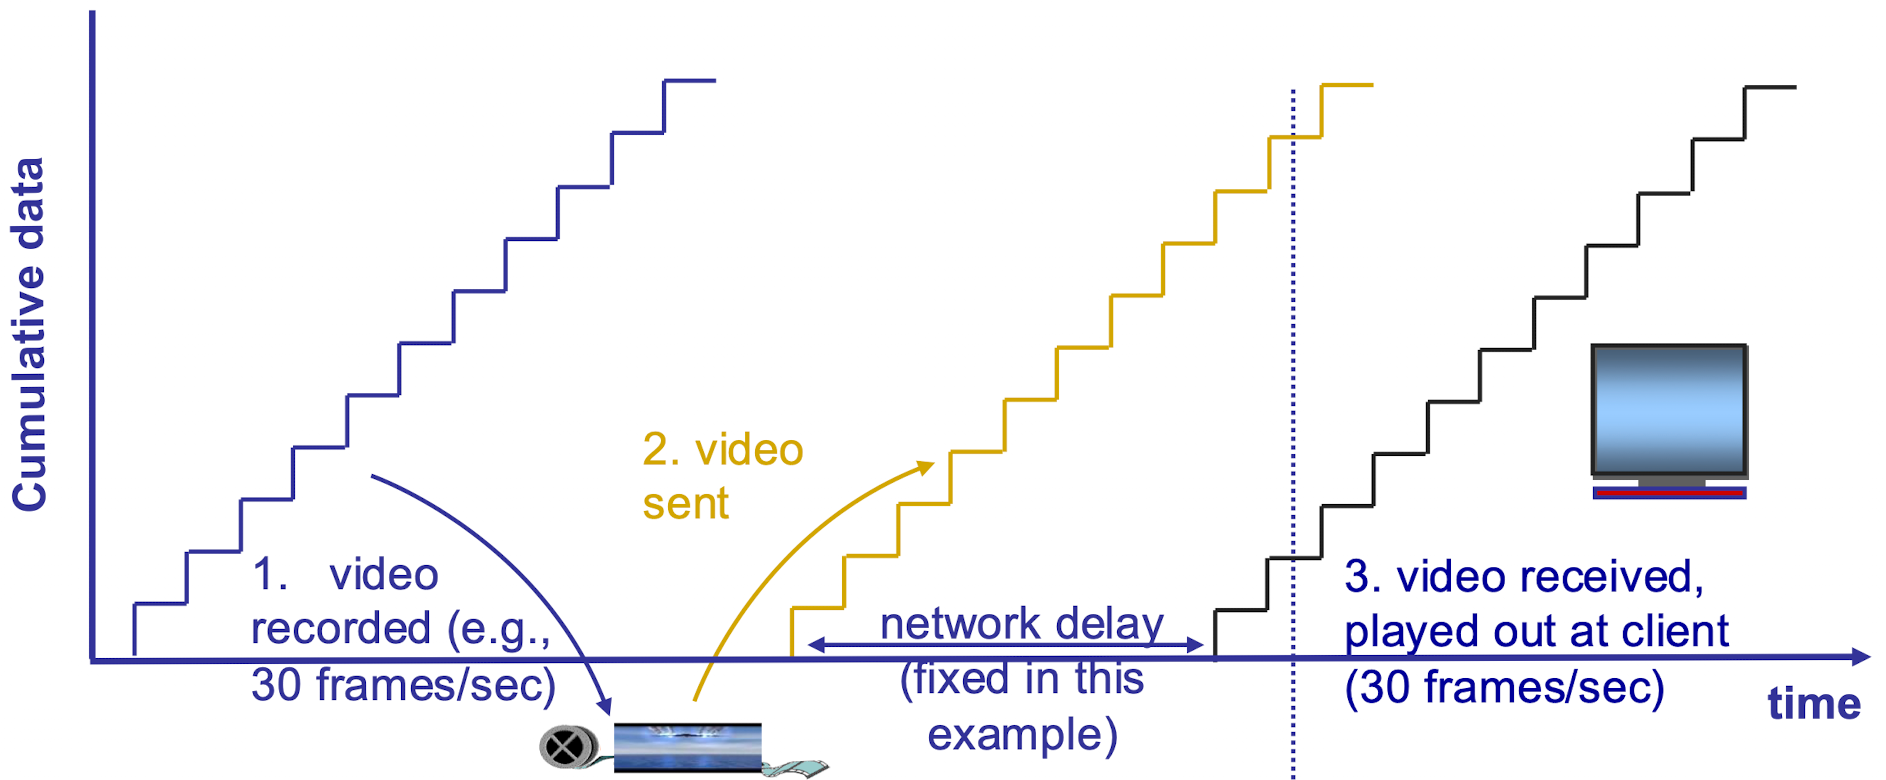 Cumulative data
1. video
recorded (e.g.,
30 frames/sec)
2. video
sent
network delay
(fixed in this
example)
3. video received,
played out at client
(30 frames/sec)
time